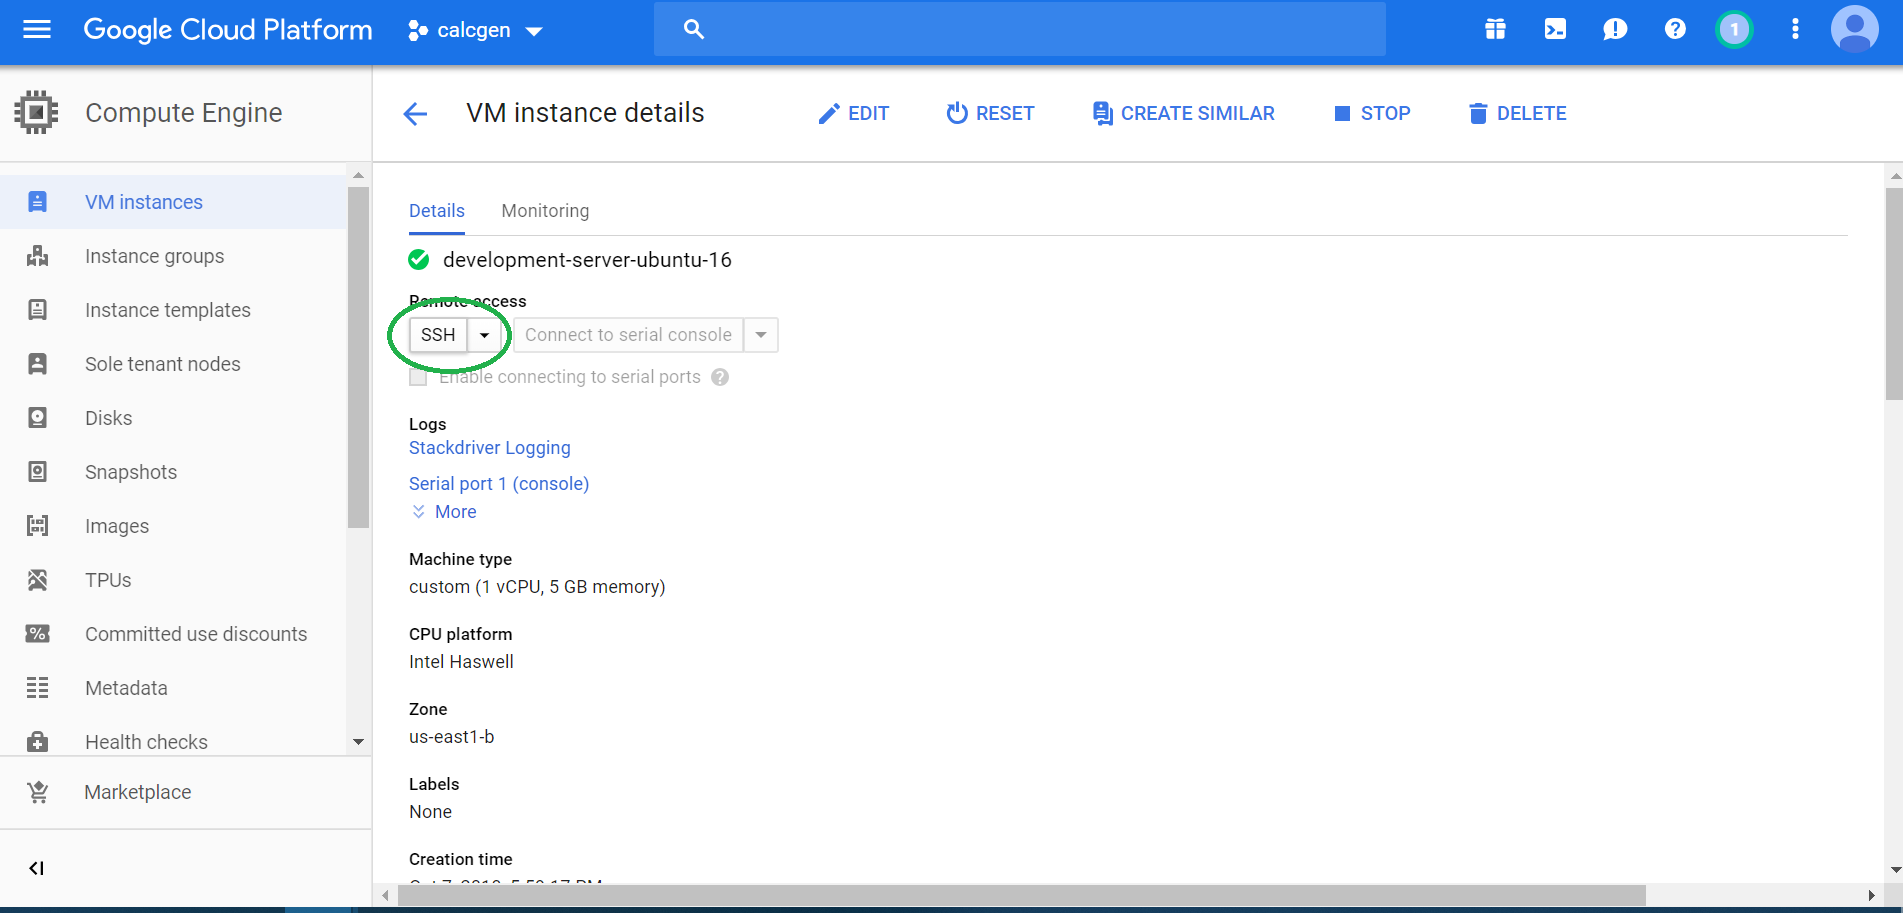 Google Cloud Platform
calcgen
1
Compute Engine
VM instance details
EDIT
RESET
CREATE SIMILAR
STOP
DELETE
VM instances
Instance groups
Instance templates
Sole tenant nodes
Disks
Snapshots
Images
TPUs
Committed use discounts
Metadata
Health checks
Marketplace
Details
Monitoring
development-server-ubuntu-16
Remote access
SSH
Connect to serial console
Enable connecting to serial ports
Logs
Stackdriver Logging
Serial port 1 (console)
More
Machine type
custom (1 vCPU, 5 GB memory)
CPU platform
Intel Haswell
Zone
us-east1-b
Labels
None
Creation time